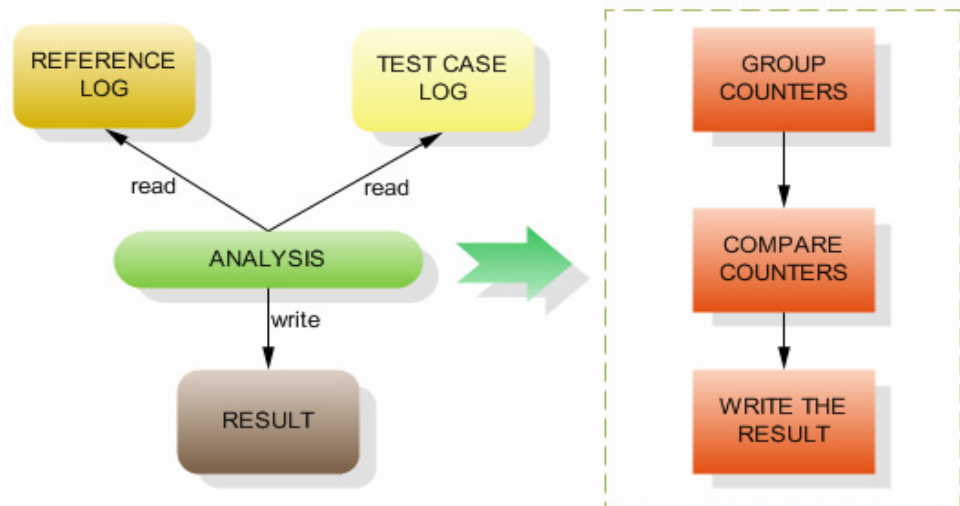 REFERENCE
LOG
TEST CASE
LOG
read
read
ANALYSIS
write
RESULT
GROUP
COUNTERS
COMPARE
COUNTERS
WRITE THE
RESULT